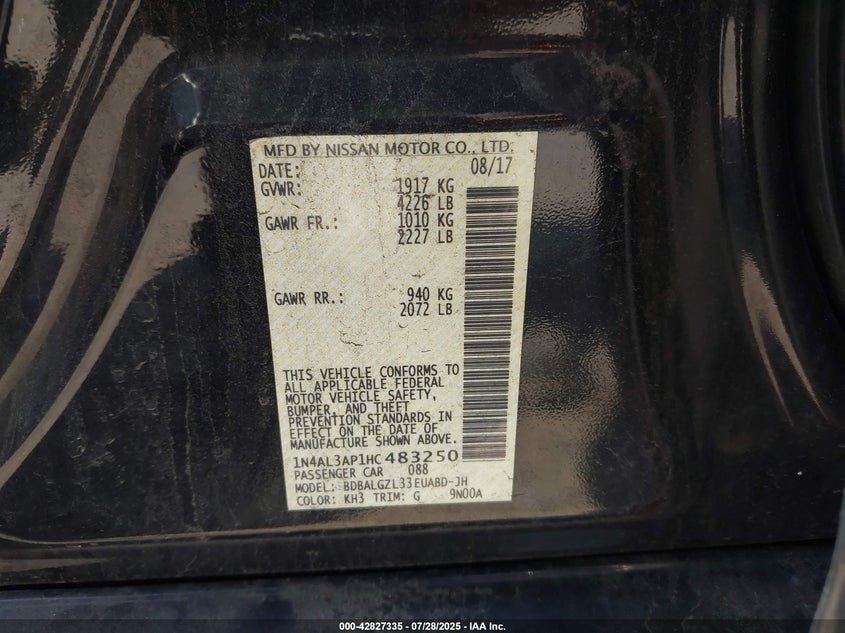 MFD BY NISSAN MOTOR CO., LTD.
DATE: 08/17
GVWR: 1917 KG
4226 LB
GAWR FR.: 1010 KG
2227 LB
GAWR RR.: 940 KG
2072 LB
THIS VEHICLE CONFORMS TO
ALL APPLICABLE FEDERAL
MOTOR VEHICLE SAFETY,
BUMPER, AND THEFT
PREVENTION STANDARDS IN
EFFECT ON THE DATE OF
MANUFACTURE SHOWN ABOVE.
1N4AL3AP1HC483250
PASSENGER CAR 088
MODEL: BDBALGZL33EUABD-JH
COLOR: KH3 TRIM: G 9N00A
000-42827335 - 07/28/2025 - IAA Inc.